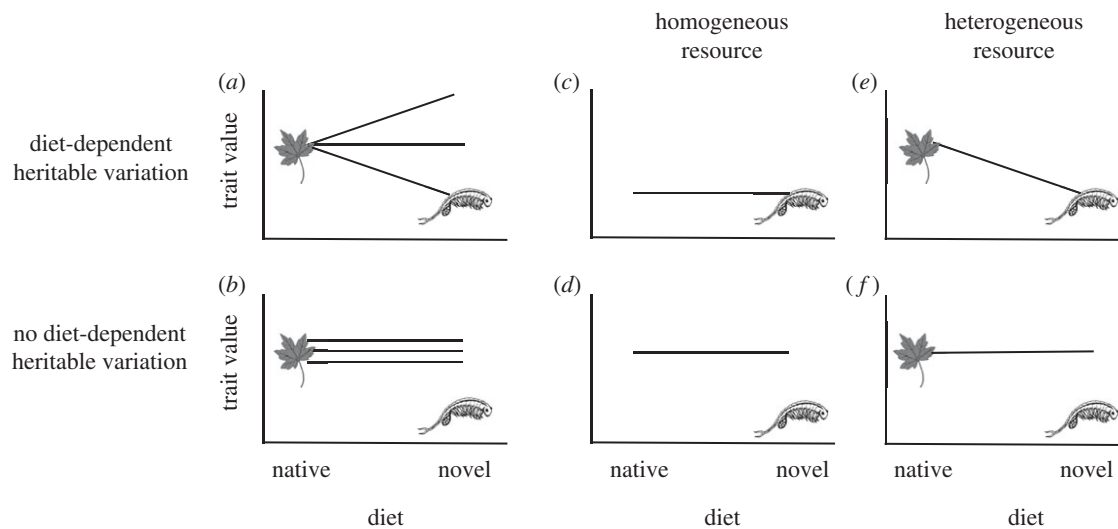 homogeneous
resource
heterogeneous
resource
(a)
(c)
(e)
diet-dependent
heritable variation
trait value
(b)
(d)
(f)
no diet-dependent
heritable variation
trait value
native
novel
native
novel
native
novel
diet
diet
diet